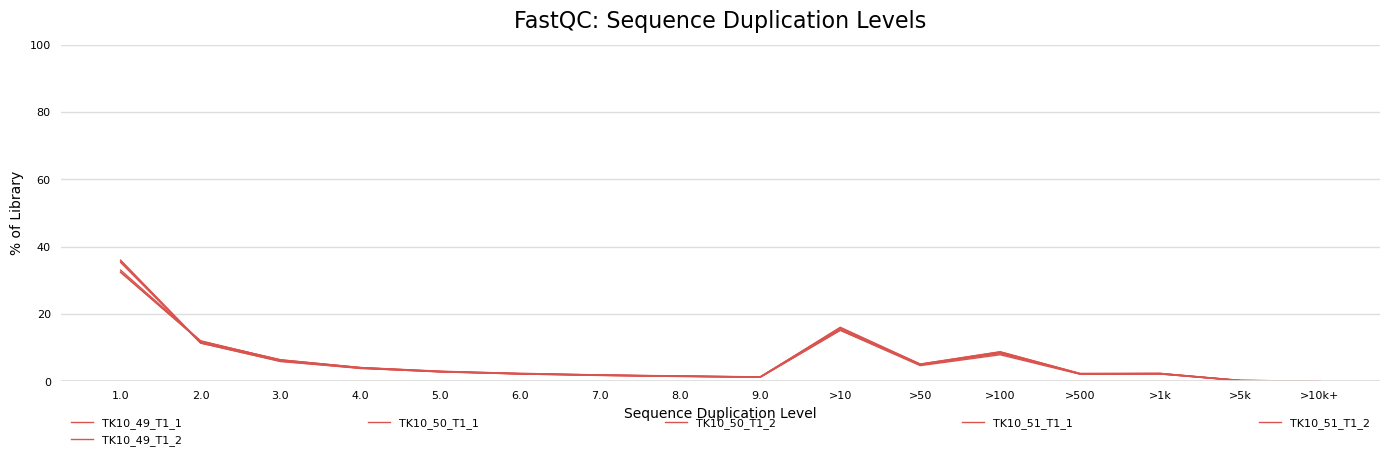 FastQC: Sequence Duplication Levels
100
80
60
40
20
0
% of Library
1.0 2.0 3.0 4.0 5.0 6.0 7.0 8.0 9.0 >10 >50 >100 >500 >1k >5k >10k+
Sequence Duplication Level
TK10_49_T1_1 TK10_50_T1_1 TK10_50_T1_2 TK10_51_T1_1 TK10_51_T1_2
TK10_49_T1_2